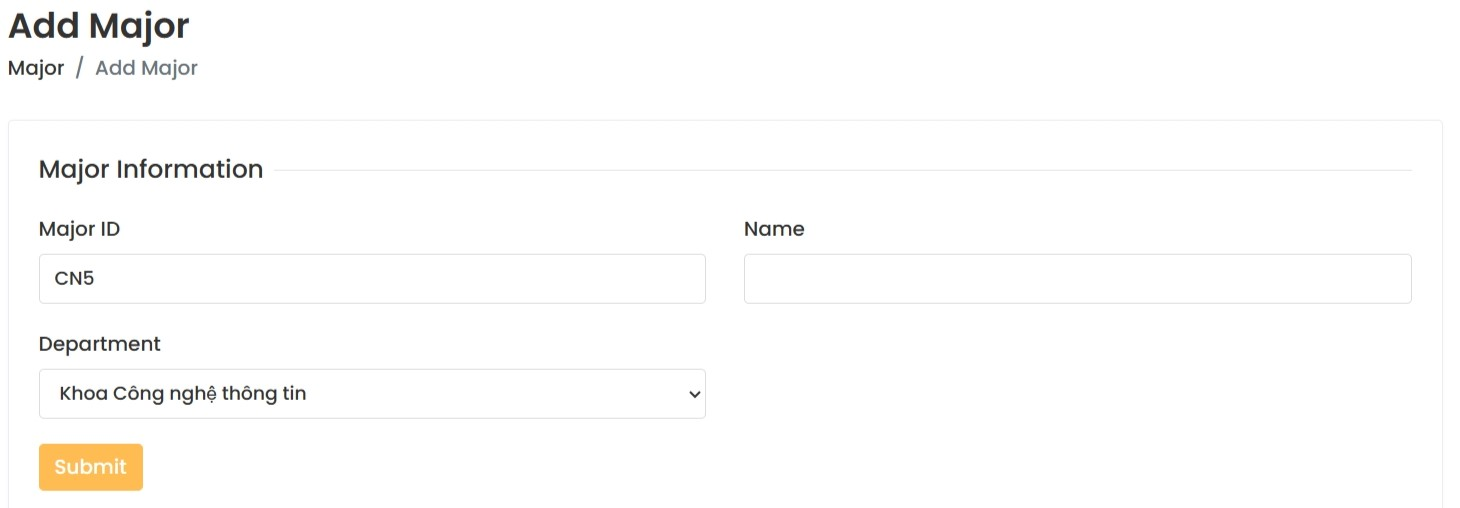 Add Major
Major / Add Major
Major Information
Major ID
Name
CN5
Department
Khoa Công nghệ thông tin
Submit